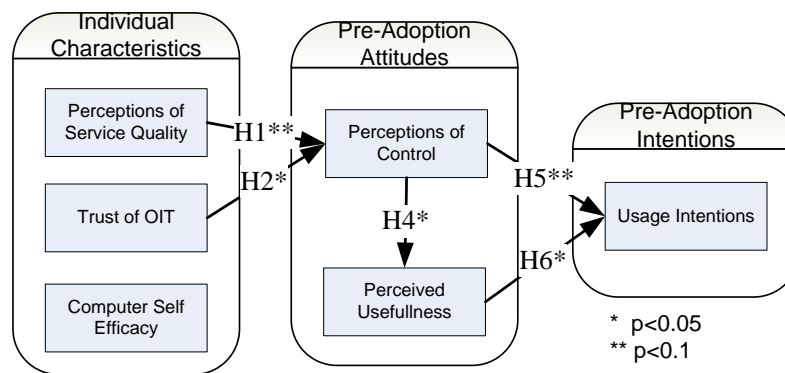 Individual
Characteristics
Perceptions of
Service Quality
Trust of OIT
Computer Self
Efficacy
H1**
H2*
Pre-Adoption
Attitudes
Perceptions of
Control
H4*
Perceived
Usefullness
H5**
H6*
Pre-Adoption
Intentions
Usage Intentions
* p<0.05
** p<0.1